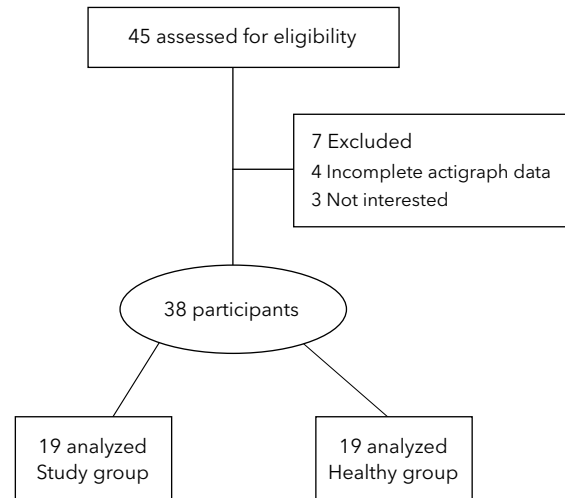 45 assessed for eligibility
7 Excluded
4 Incomplete actigraph data
3 Not interested
38 participants
19 analyzed
Study group
19 analyzed
Healthy group